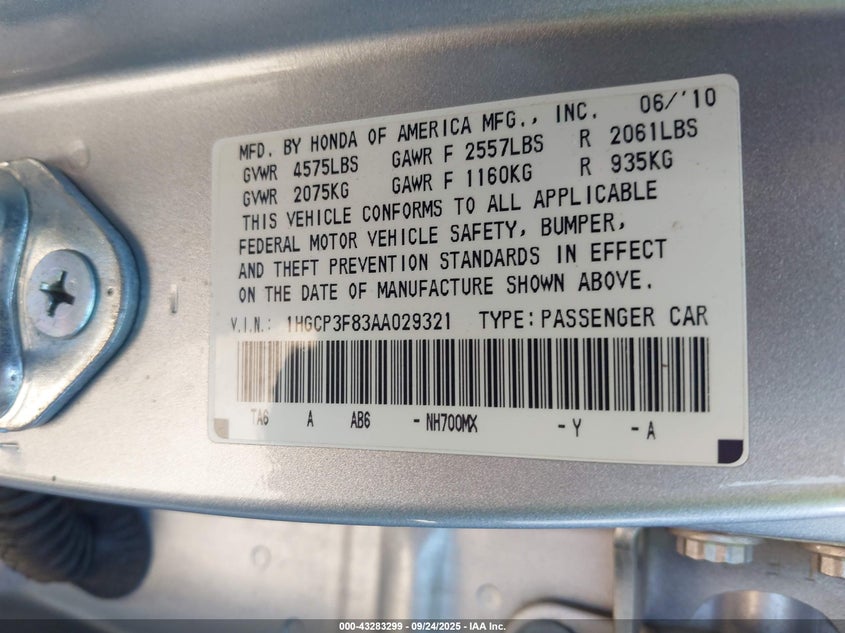 MFD. BY HONDA OF AMERICA MFG., INC. 06/'10
GVWR 4575LBS GAWR F 2557LBS R 2061LBS
GVWR 2075KG GAWR F 1160KG R 935KG
THIS VEHICLE CONFORMS TO ALL APPLICABLE
FEDERAL MOTOR VEHICLE SAFETY, BUMPER,
AND THEFT PREVENTION STANDARDS IN EFFECT
ON THE DATE OF MANUFACTURE SHOWN ABOVE.
V.I.N.: 1HGCP3F83AA029321 TYPE: PASSENGER CAR
TA6 A AB6 - NH700MX - Y - A
000-43283299 - 09/24/2025 - IAA Inc.